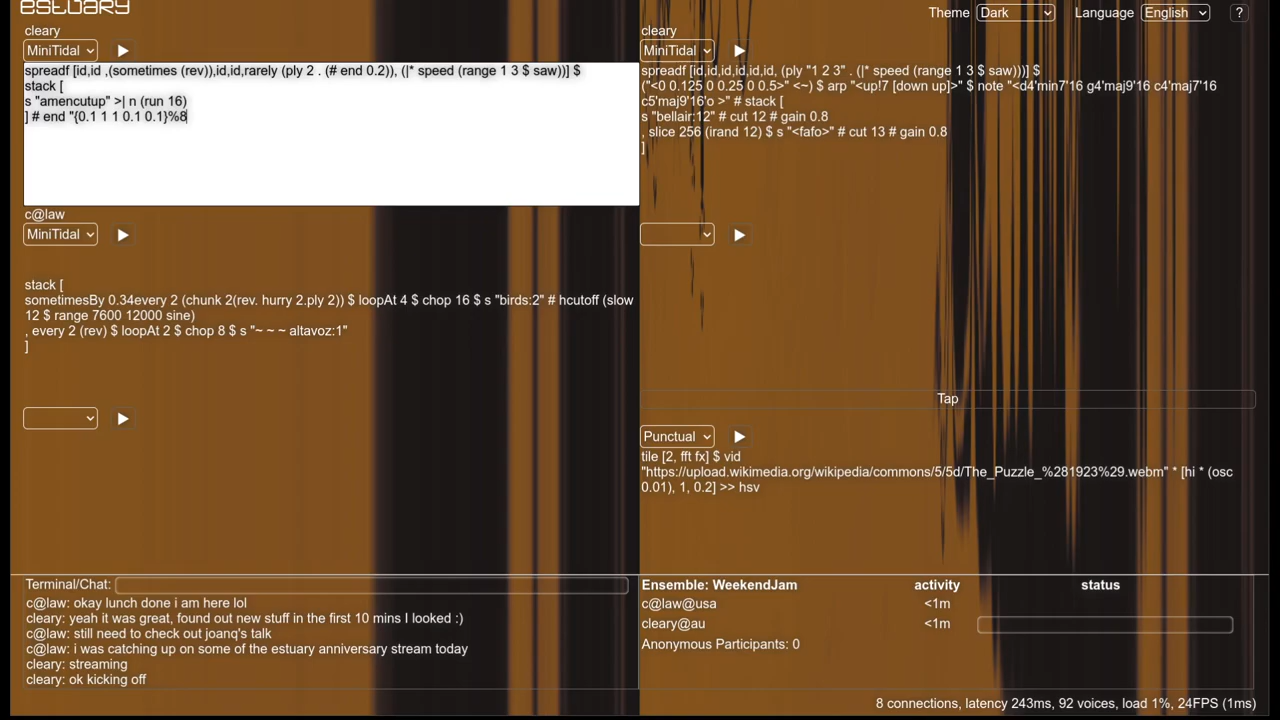 estuary
Theme Dark Language English ?
cleary
MiniTidal
spreadf [id,id ,(sometimes (rev)),id,id,rarely (ply 2 . (# end 0.2)), (|* speed (range 1 3 $ saw))] $
stack [
s "amencutup" >| n (run 16)
] # end "{0.1 1 1 0.1 0.1}%8
cleary
MiniTidal
spreadf [id,id,id,id,id,id, (ply "1 2 3" . (|* speed (range 1 3 $ saw)))] $
("<0 0.125 0 0.25 0 0.5>" <~) $ arp "<up!7 [down up]>" $ note "<d4'min7'16 g4'maj9'16 c4'maj7'16
c5'maj9'16'o >" # stack [
s "bellair:12" # cut 12 # gain 0.8
, slice 256 (irand 12) $ s "<fafo>" # cut 13 # gain 0.8
]
c@law
MiniTidal
stack [
sometimesBy 0.34every 2 (chunk 2(rev. hurry 2.ply 2)) $ loopAt 4 $ chop 16 $ s "birds:2" # hcutoff (slow
12 $ range 7600 12000 sine)
, every 2 (rev) $ loopAt 2 $ chop 8 $ s "~ ~ ~ altavoz:1"
]
Tap
Punctual
tile [2, fft fx] $ vid
"https://upload.wikimedia.org/wikipedia/commons/5/5d/The_Puzzle_%281923%29.webm" * [hi * (osc
0.01), 1, 0.2] >> hsv
Terminal/Chat:
c@law: okay lunch done i am here lol
cleary: yeah it was great, found out new stuff in the first 10 mins I looked :)
c@law: still need to check out joanq's talk
c@law: i was catching up on some of the estuary anniversary stream today
cleary: streaming
cleary: ok kicking off
Ensemble: WeekendJam activity status
c@law@usa <1m
cleary@au <1m
Anonymous Participants: 0
8 connections, latency 243ms, 92 voices, load 1%, 24FPS (1ms)